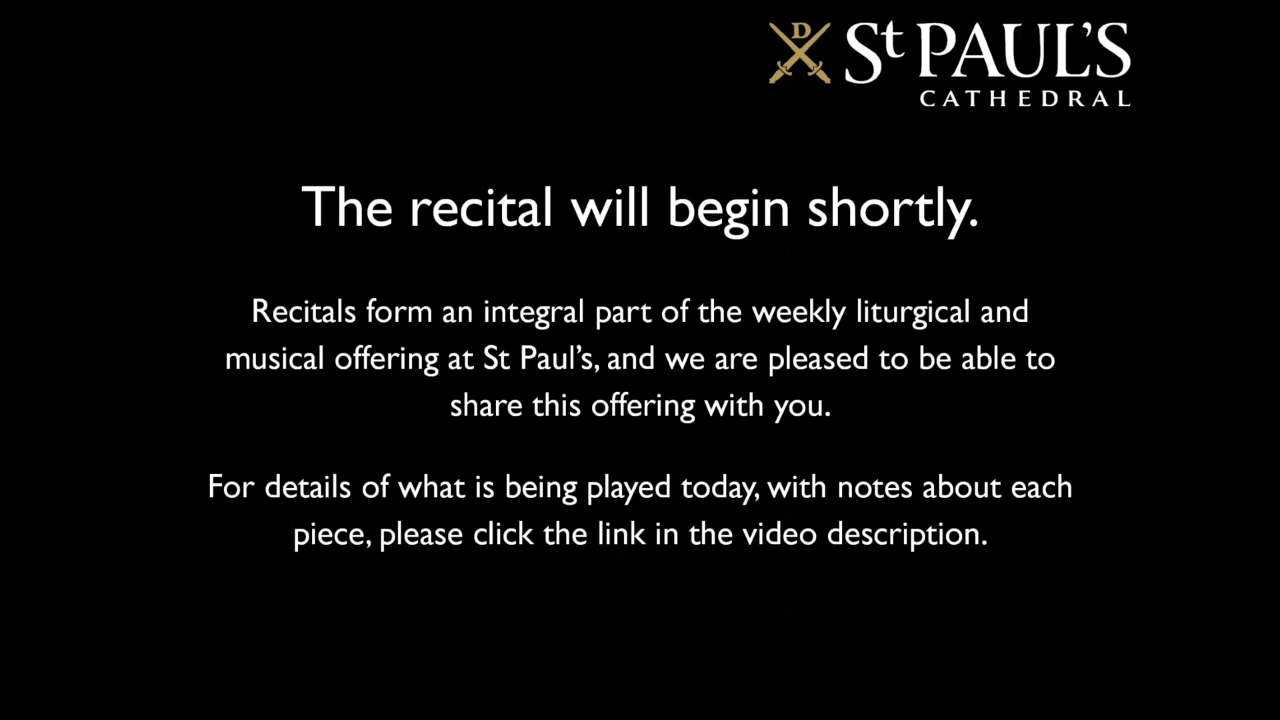 D
St PAUL'S
CATHEDRAL
The recital will begin shortly.
Recitals form an integral part of the weekly liturgical and
musical offering at St Paul’s, and we are pleased to be able to
share this offering with you.
For details of what is being played today, with notes about each
piece, please click the link in the video description.